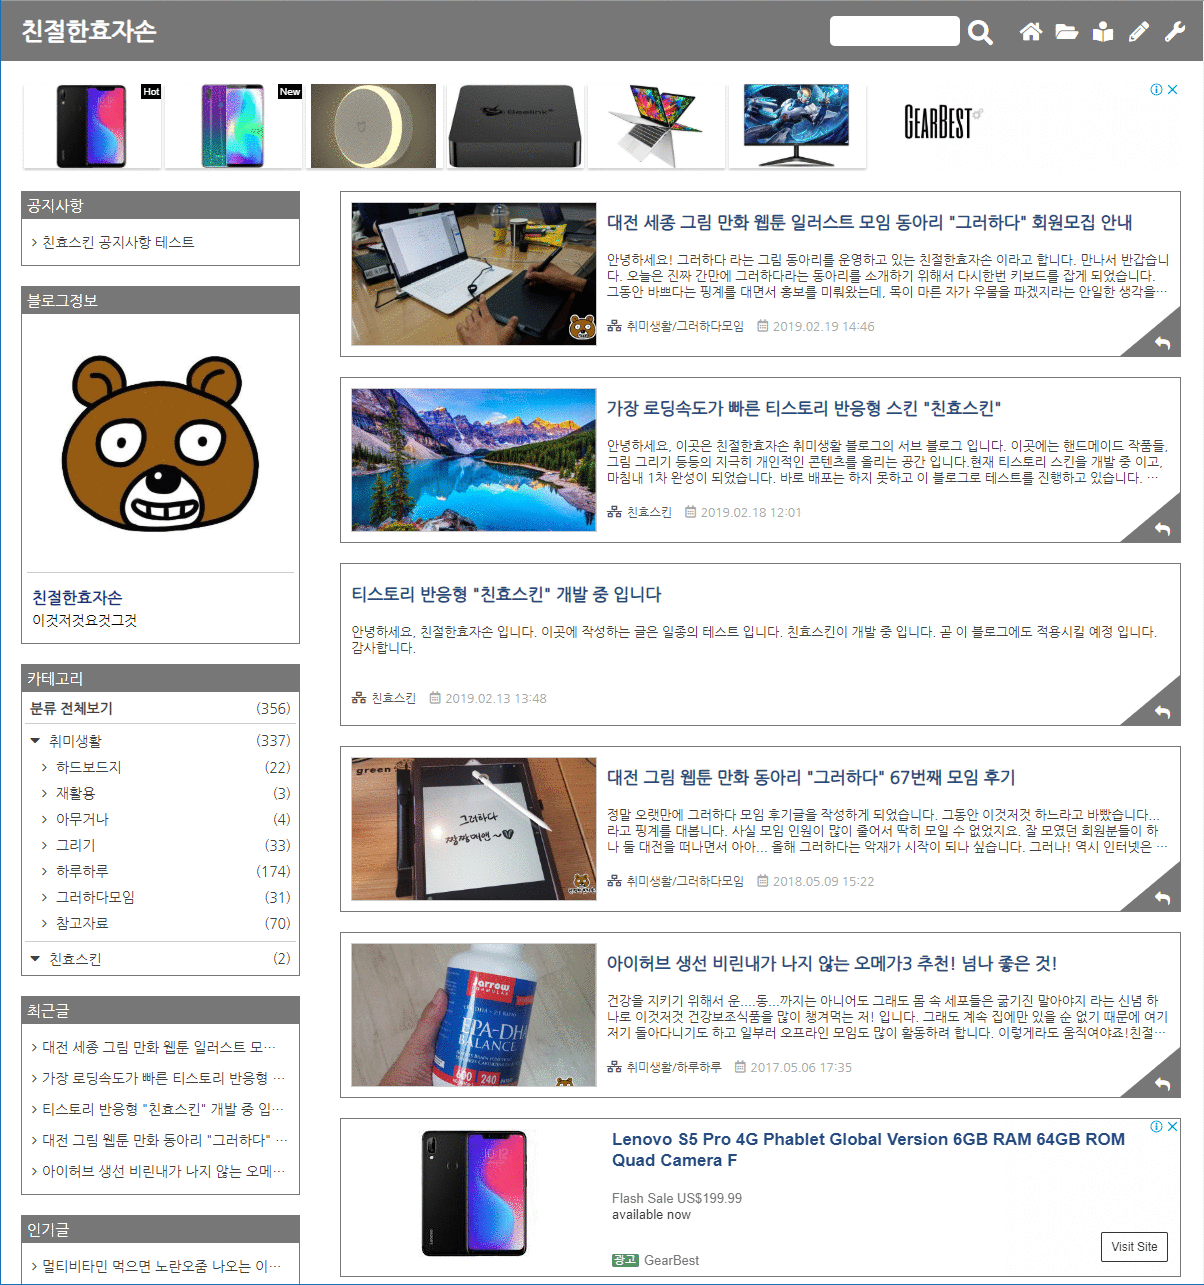 친절한효자손
Hot
New
Beelink
GEARBEST
공지사항
친효스킨 공지사항 테스트
블로그정보
친절한효자손
이것저것요것그것
카테고리
분류 전체보기 (356)
취미생활 (337)
하드보드지 (22)
재활용 (3)
아무거나 (4)
그리기 (33)
하루하루 (174)
그러하다모임 (31)
참고자료 (70)
친효스킨 (2)
최근글
대전 세종 그림 만화 웹툰 일러스트 모…
가장 로딩속도가 빠른 티스토리 반응형 …
티스토리 반응형 "친효스킨" 개발 중 입…
대전 그림 웹툰 만화 동아리 "그러하다" …
아이허브 생선 비린내가 나지 않는 오메…
인기글
멀티비타민 먹으면 노란오줌 나오는 이…
대전 세종 그림 만화 웹툰 일러스트 모임 동아리 "그러하다" 회원모집 안내
안녕하세요! 그러하다 라는 그림 동아리를 운영하고 있는 친절한효자손 이라고 합니다. 만나서 반갑습니
다. 오늘은 진짜 간만에 그러하다라는 동아리를 소개하기 위해서 다시한번 키보드를 잡게 되었습니다.
그동안 바쁘다는 핑계를 대면서 홍보를 미뤄왔는데, 목이 마른 자가 우물을 파겠지라는 안일한 생각을…
취미생활/그러하다모임 2019.02.19 14:46
가장 로딩속도가 빠른 티스토리 반응형 스킨 "친효스킨"
안녕하세요, 이곳은 친절한효자손 취미생활 블로그의 서브 블로그 입니다. 이곳에는 핸드메이드 작품들,
그림 그리기 등등의 지극히 개인적인 콘텐츠를 올리는 공간 입니다.현재 티스토리 스킨을 개발 중 이고,
마침내 1차 완성이 되었습니다. 바로 배포는 하지 못하고 이 블로그로 테스트를 진행하고 있습니다. …
친효스킨 2019.02.18 12:01
티스토리 반응형 "친효스킨" 개발 중 입니다
안녕하세요, 친절한효자손 입니다. 이곳에 작성하는 글은 일종의 테스트 입니다. 친효스킨이 개발 중 입니다. 곧 이 블로그에도 적용시킬 예정 입니다.
감사합니다.
친효스킨 2019.02.13 13:48
green
그러하다
짱짱메앤~
대전 그림 웹툰 만화 동아리 "그러하다" 67번째 모임 후기
정말 오랫만에 그러하다 모임 후기글을 작성하게 되었습니다. 그동안 이것저것 하느라고 바빴습니다...
라고 핑계를 대봅니다. 사실 모임 인원이 많이 줄어서 딱히 모일 수 없었지요. 잘 모였던 회원분들이 하
나 둘 대전을 떠나면서 아아... 올해 그러하다는 악재가 시작이 되나 싶습니다. 그러나! 역시 인터넷은 …
취미생활/그러하다모임 2018.05.09 15:22
Jarrow
FORMULAS
EPA-DHA
BALANCE
600 240
아이허브 생선 비린내가 나지 않는 오메가3 추천! 넘나 좋은 것!
건강을 지키기 위해서 운....동...까지는 아니어도 그래도 몸 속 세포들은 굶기진 말아야지 라는 신념 하
나로 이것저것 건강보조식품을 많이 챙겨먹는 저! 입니다. 그래도 계속 집에만 있을 순 없기 때문에 여기
저기 돌아다니기도 하고 일부러 오프라인 모임도 많이 활동하려 합니다. 이렇게라도 움직여야죠!친절…
취미생활/하루하루 2017.05.06 17:35
Lenovo S5 Pro 4G Phablet Global Version 6GB RAM 64GB ROM
Quad Camera F
Flash Sale US$199.99
available now
광고 GearBest
Visit Site